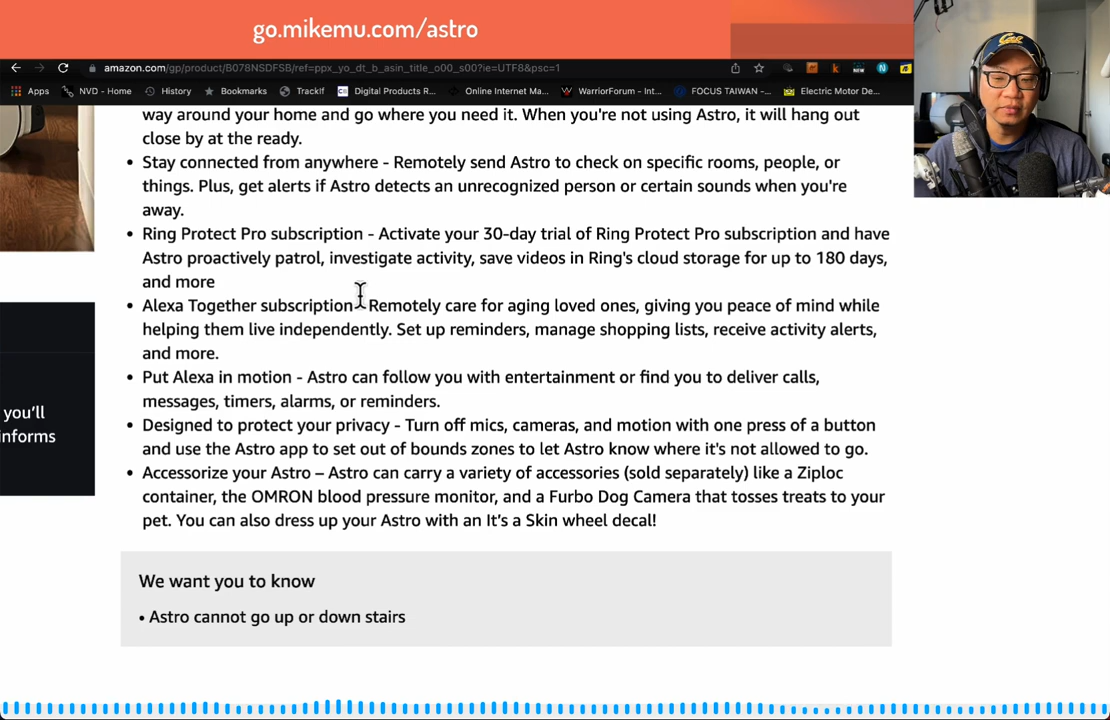 go.mikemu.com/astro
amazon.com/gp/product/B078NSDFSB/ref=ppx_yo_dt_b_asin_title_o00_s00?ie=UTF8&psc=1
Apps NVD - Home History Bookmarks Trackif Digital Products R... Online Internet Ma... WarriorForum - Int... FOCUS TAIWAN -... Electric Motor De...
way around your home and go where you need it. When you're not using Astro, it will hang out
close by at the ready.
• Stay connected from anywhere - Remotely send Astro to check on specific rooms, people, or
things. Plus, get alerts if Astro detects an unrecognized person or certain sounds when you're
away.
• Ring Protect Pro subscription - Activate your 30-day trial of Ring Protect Pro subscription and have
Astro proactively patrol, investigate activity, save videos in Ring's cloud storage for up to 180 days,
and more
• Alexa Together subscription - Remotely care for aging loved ones, giving you peace of mind while
helping them live independently. Set up reminders, manage shopping lists, receive activity alerts,
and more.
• Put Alexa in motion - Astro can follow you with entertainment or find you to deliver calls,
messages, timers, alarms, or reminders.
• Designed to protect your privacy - Turn off mics, cameras, and motion with one press of a button
and use the Astro app to set out of bounds zones to let Astro know where it's not allowed to go.
• Accessorize your Astro – Astro can carry a variety of accessories (sold separately) like a Ziploc
container, the OMRON blood pressure monitor, and a Furbo Dog Camera that tosses treats to your
pet. You can also dress up your Astro with an It's a Skin wheel decal!
you'll
informs
We want you to know
• Astro cannot go up or down stairs
Cal